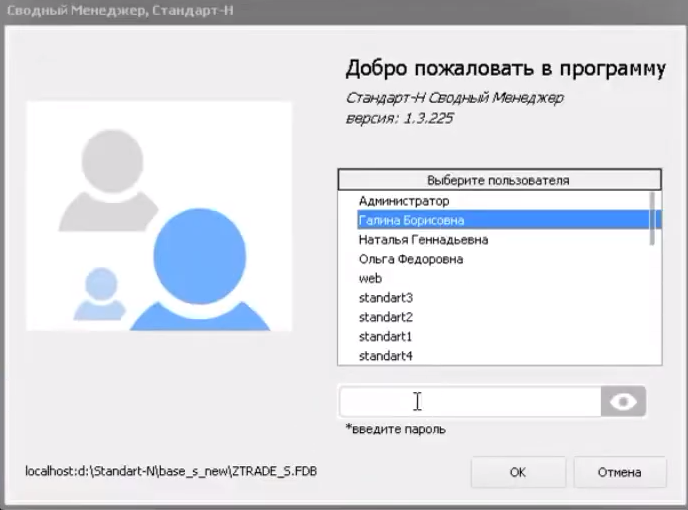 Сводный Менеджер, Стандарт-Н
Добро пожаловать в программу
Стандарт-Н Сводный Менеджер
версия: 1.3.225
Выберите пользователя
Администратор
Галина Борисовна
Наталья Геннадьевна
Ольга Федоровна
web
standart3
standart2
standart1
standart4
*введите пароль
localhost:d:\Standart-N\base_s_new\ZTRADE_S.FDB
ОК
Отмена